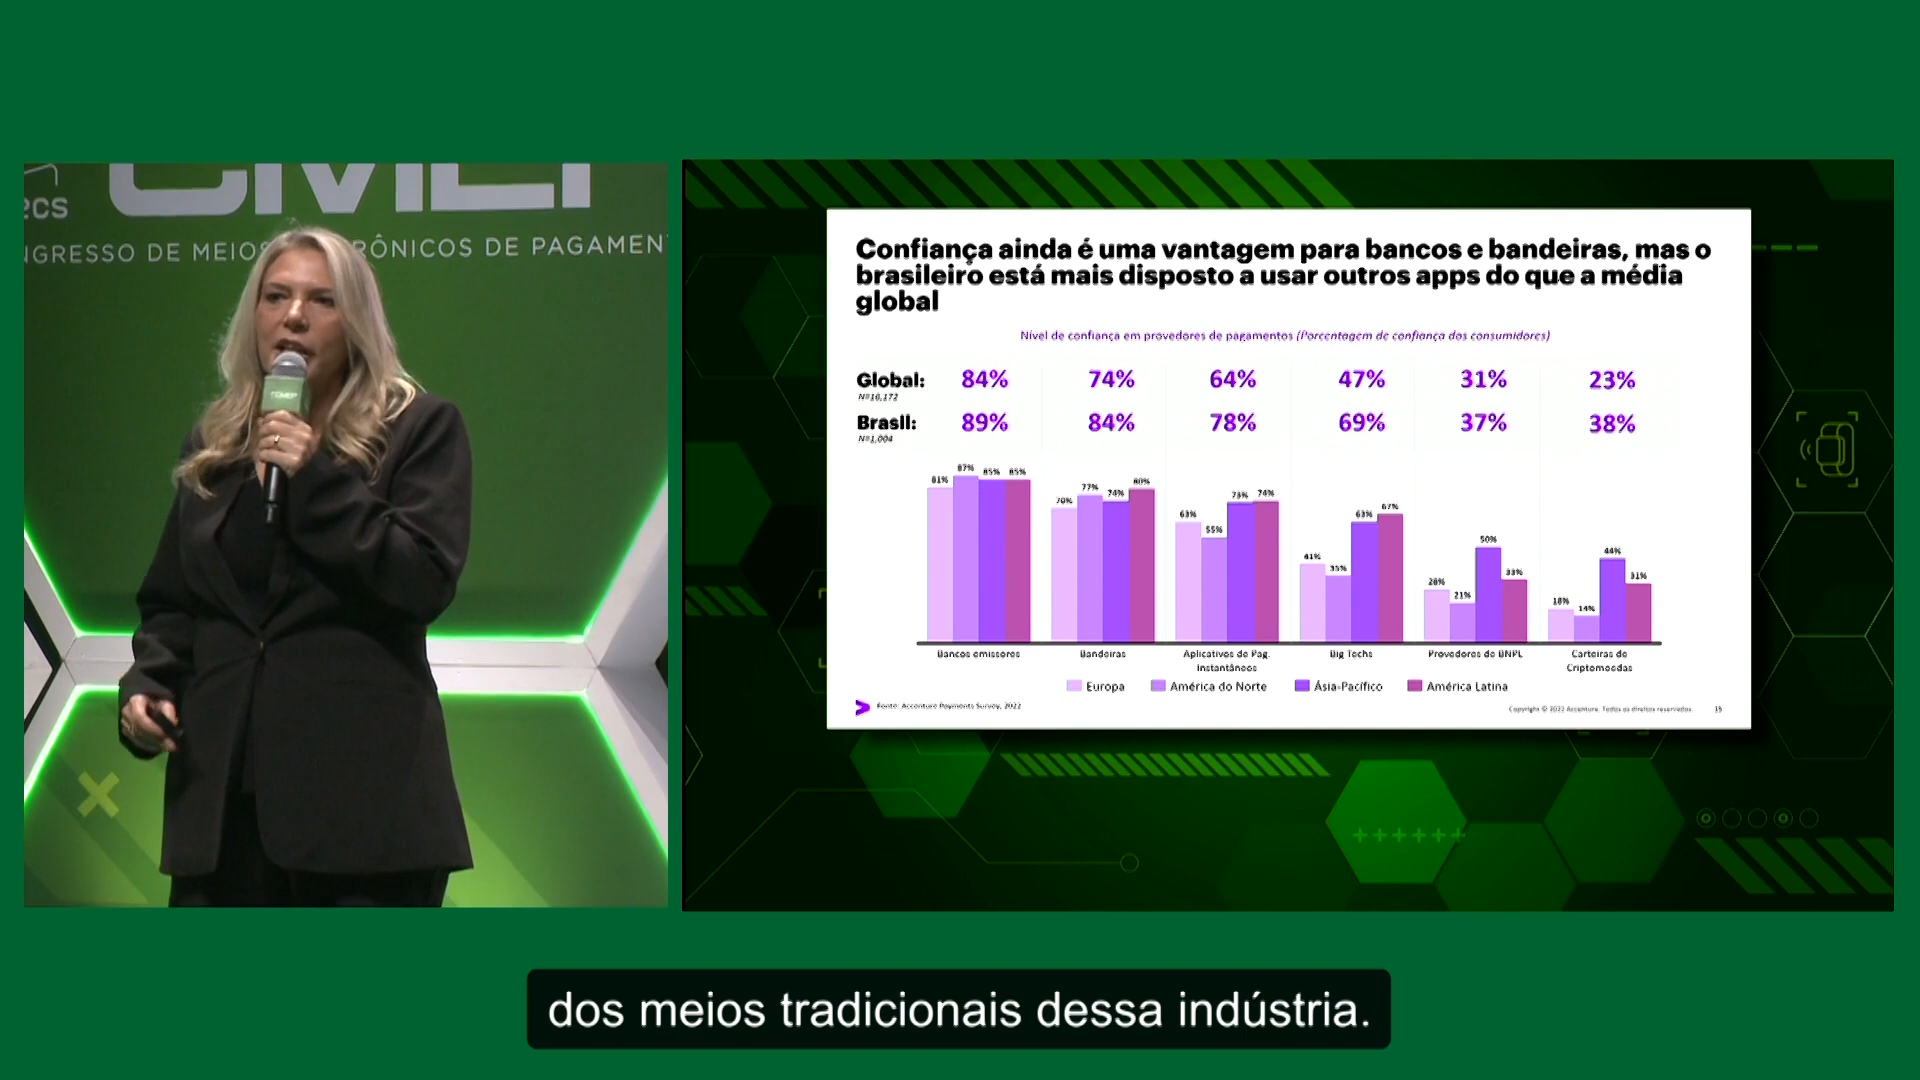 ecs
CMEP
NGRESSO DE MEIOS ELETRÔNICOS DE PAGAMEN
CMEP
Confiança ainda é uma vantagem para bancos e bandeiras, mas o
brasileiro está mais disposto a usar outros apps do que a média
global
Nível de confiança em provedores de pagamentos (Porcentagem de confiança dos consumidores)
Global: 84% 74% 64% 47% 31% 23%
N=16,172
Brasil: 89% 84% 78% 69% 37% 38%
N=1,004
81% 87% 85% 85% 70% 77% 74% 80% 63% 55% 73% 74% 41% 35% 63% 67% 28% 21% 50% 33% 18% 14% 44% 31%
Bancos emissores Bandeiras Aplicativos de Pag. Big Techs Provedores de BNPL Carteiras de
Instantâneos Criptomoedas
Europa América do Norte Ásia-Pacífico América Latina
Fonte: Accenture Payments Survey, 2022
Copyright © 2022 Accenture. Todos os direitos reservados. 15
dos meios tradicionais dessa indústria.